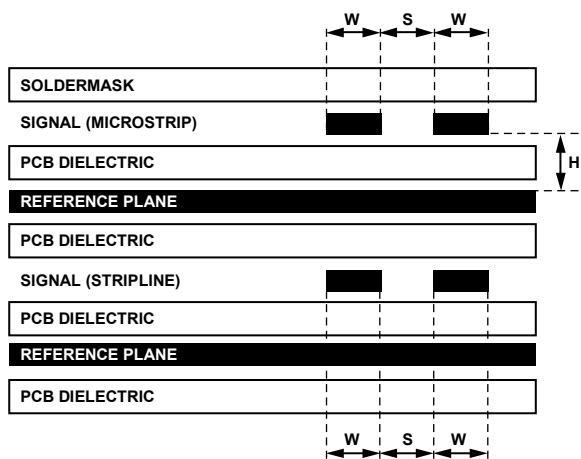 W S W
SOLDERMASK
SIGNAL (MICROSTRIP)
H
PCB DIELECTRIC
REFERENCE PLANE
PCB DIELECTRIC
SIGNAL (STRIPLINE)
PCB DIELECTRIC
REFERENCE PLANE
PCB DIELECTRIC
W S W